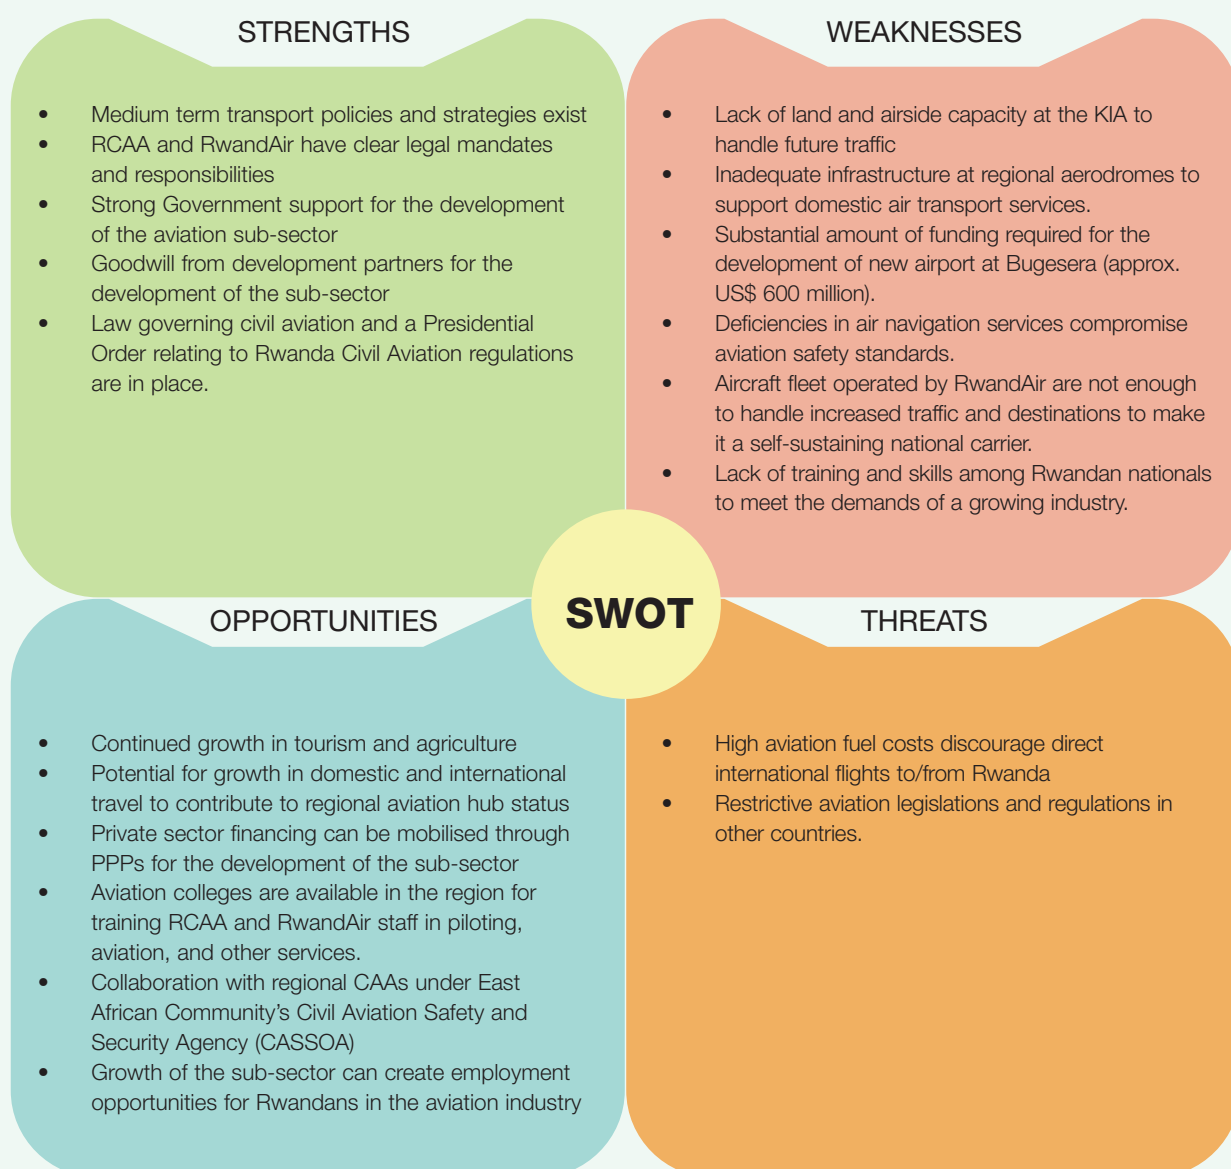 STRENGTHS
• Medium term transport policies and strategies exist
• RCAA and RwandAir have clear legal mandates
and responsibilities
• Strong Government support for the development
of the aviation sub-sector
• Goodwill from development partners for the
development of the sub-sector
• Law governing civil aviation and a Presidential
Order relating to Rwanda Civil Aviation regulations
are in place.
WEAKNESSES
• Lack of land and airside capacity at the KIA to
handle future traffic
• Inadequate infrastructure at regional aerodromes to
support domestic air transport services.
• Substantial amount of funding required for the
development of new airport at Bugesera (approx.
US$ 600 million).
• Deficiencies in air navigation services compromise
aviation safety standards.
• Aircraft fleet operated by RwandAir are not enough
to handle increased traffic and destinations to make
it a self-sustaining national carrier.
• Lack of training and skills among Rwandan nationals
to meet the demands of a growing industry.
SWOT
OPPORTUNITIES
• Continued growth in tourism and agriculture
• Potential for growth in domestic and international
travel to contribute to regional aviation hub status
• Private sector financing can be mobilised through
PPPs for the development of the sub-sector
• Aviation colleges are available in the region for
training RCAA and RwandAir staff in piloting,
aviation, and other services.
• Collaboration with regional CAAs under East
African Community's Civil Aviation Safety and
Security Agency (CASSOA)
• Growth of the sub-sector can create employment
opportunities for Rwandans in the aviation industry
THREATS
• High aviation fuel costs discourage direct
international flights to/from Rwanda
• Restrictive aviation legislations and regulations in
other countries.